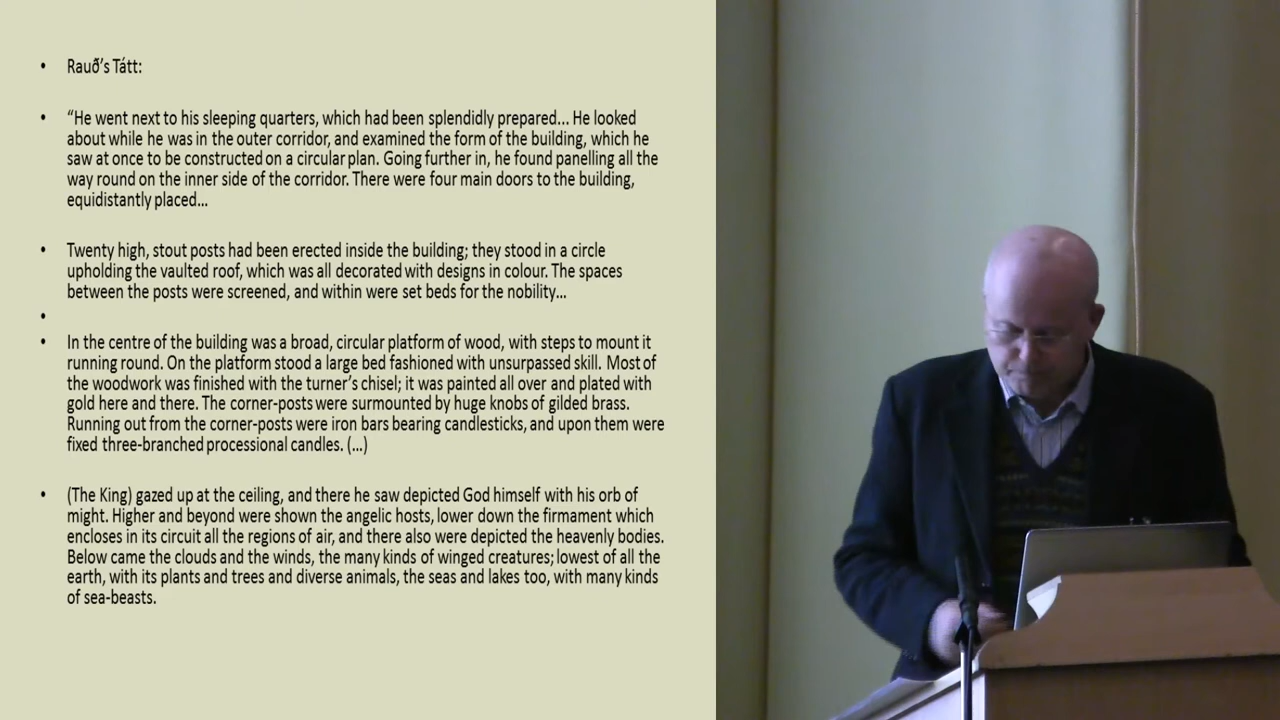 • Rauð’s Tátt:
• “He went next to his sleeping quarters, which had been splendidly prepared... He looked
about while he was in the outer corridor, and examined the form of the building, which he
saw at once to be constructed on a circular plan. Going further in, he found panelling all the
way round on the inner side of the corridor. There were four main doors to the building,
equidistantly placed...
• Twenty high, stout posts had been erected inside the building; they stood in a circle
upholding the vaulted roof, which was all decorated with designs in colour. The spaces
between the posts were screened, and within were set beds for the nobility...
•
• In the centre of the building was a broad, circular platform of wood, with steps to mount it
running round. On the platform stood a large bed fashioned with unsurpassed skill. Most of
the woodwork was finished with the turner’s chisel; it was painted all over and plated with
gold here and there. The corner-posts were surmounted by huge knobs of gilded brass.
Running out from the corner-posts were iron bars bearing candlesticks, and upon them were
fixed three-branched processional candles. (...)
• (The King) gazed up at the ceiling, and there he saw depicted God himself with his orb of
might. Higher and beyond were shown the angelic hosts, lower down the firmament which
encloses in its circuit all the regions of air, and there also were depicted the heavenly bodies.
Below came the clouds and the winds, the many kinds of winged creatures; lowest of all the
earth, with its plants and trees and diverse animals, the seas and lakes too, with many kinds
of sea-beasts.